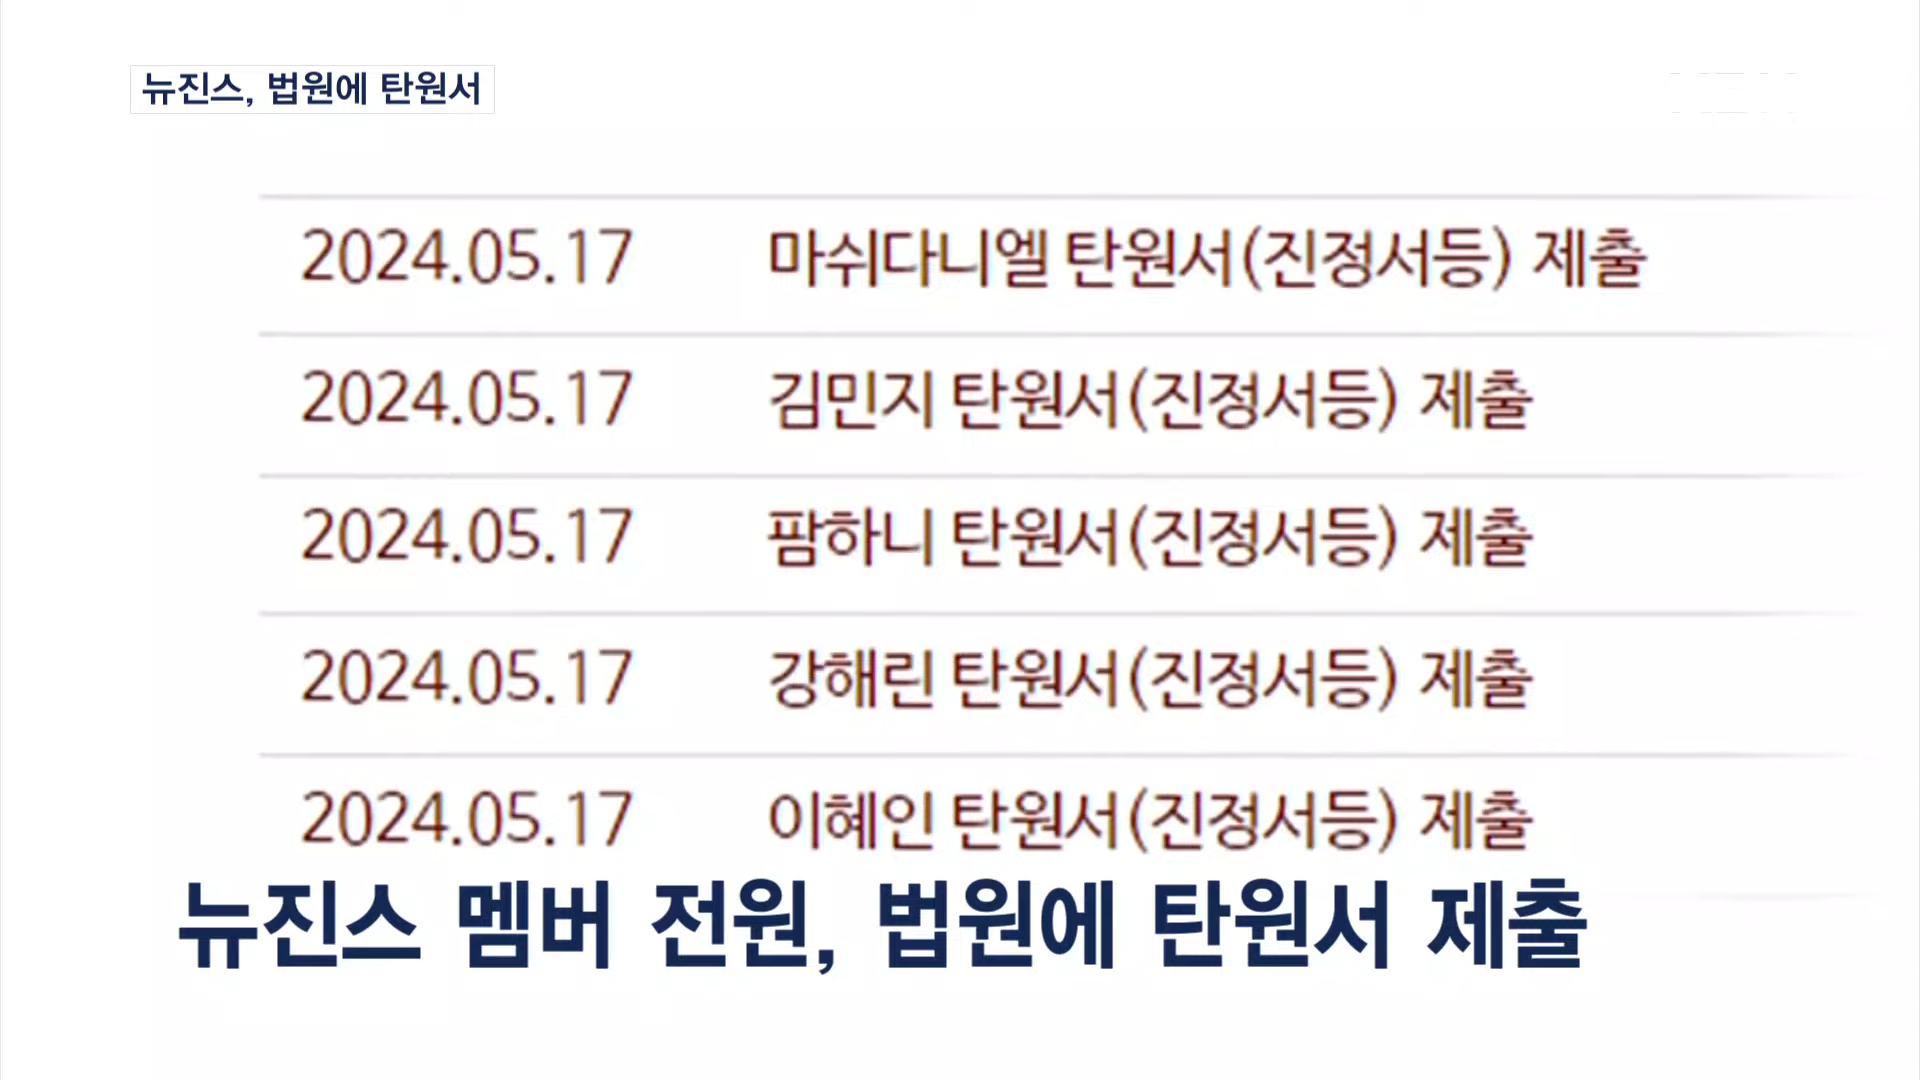 뉴진스, 법원에 탄원서
2024.05.17 마쉬다니엘 탄원서(진정서등) 제출
2024.05.17 김민지 탄원서(진정서등) 제출
2024.05.17 팜하니 탄원서(진정서등) 제출
2024.05.17 강해린 탄원서(진정서등) 제출
2024.05.17 이혜인 탄원서(진정서등) 제출
뉴진스 멤버 전원, 법원에 탄원서 제출